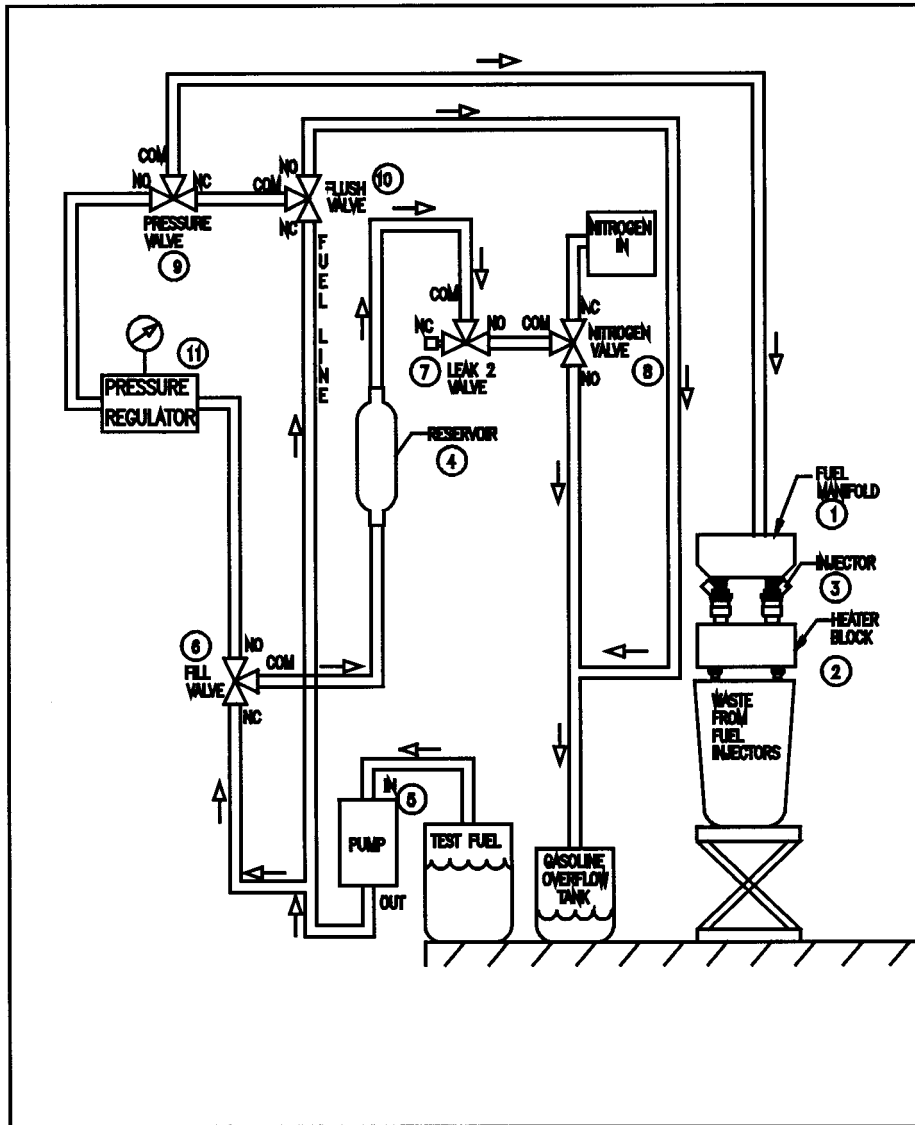 COM
NO
NC
PRESSURE
VALVE
9
COM
NO
NC
FLUSH
VALVE
10
FUEL LINE
NITROGEN
IN
COM
NC
NO
LEAK 2
VALVE
7
COM
NC
NO
NITROGEN
VALVE
8
11
PRESSURE
REGULATOR
RESERVOIR
4
FUEL
MANIFOLD
1
INJECTOR
3
HEATER
BLOCK
2
6
FILL
VALVE
NO
COM
NC
WASTE
FROM
FUEL
INJECTORS
IN
5
PUMP
OUT
TEST FUEL
GASOLINE
OVERFLOW
TANK